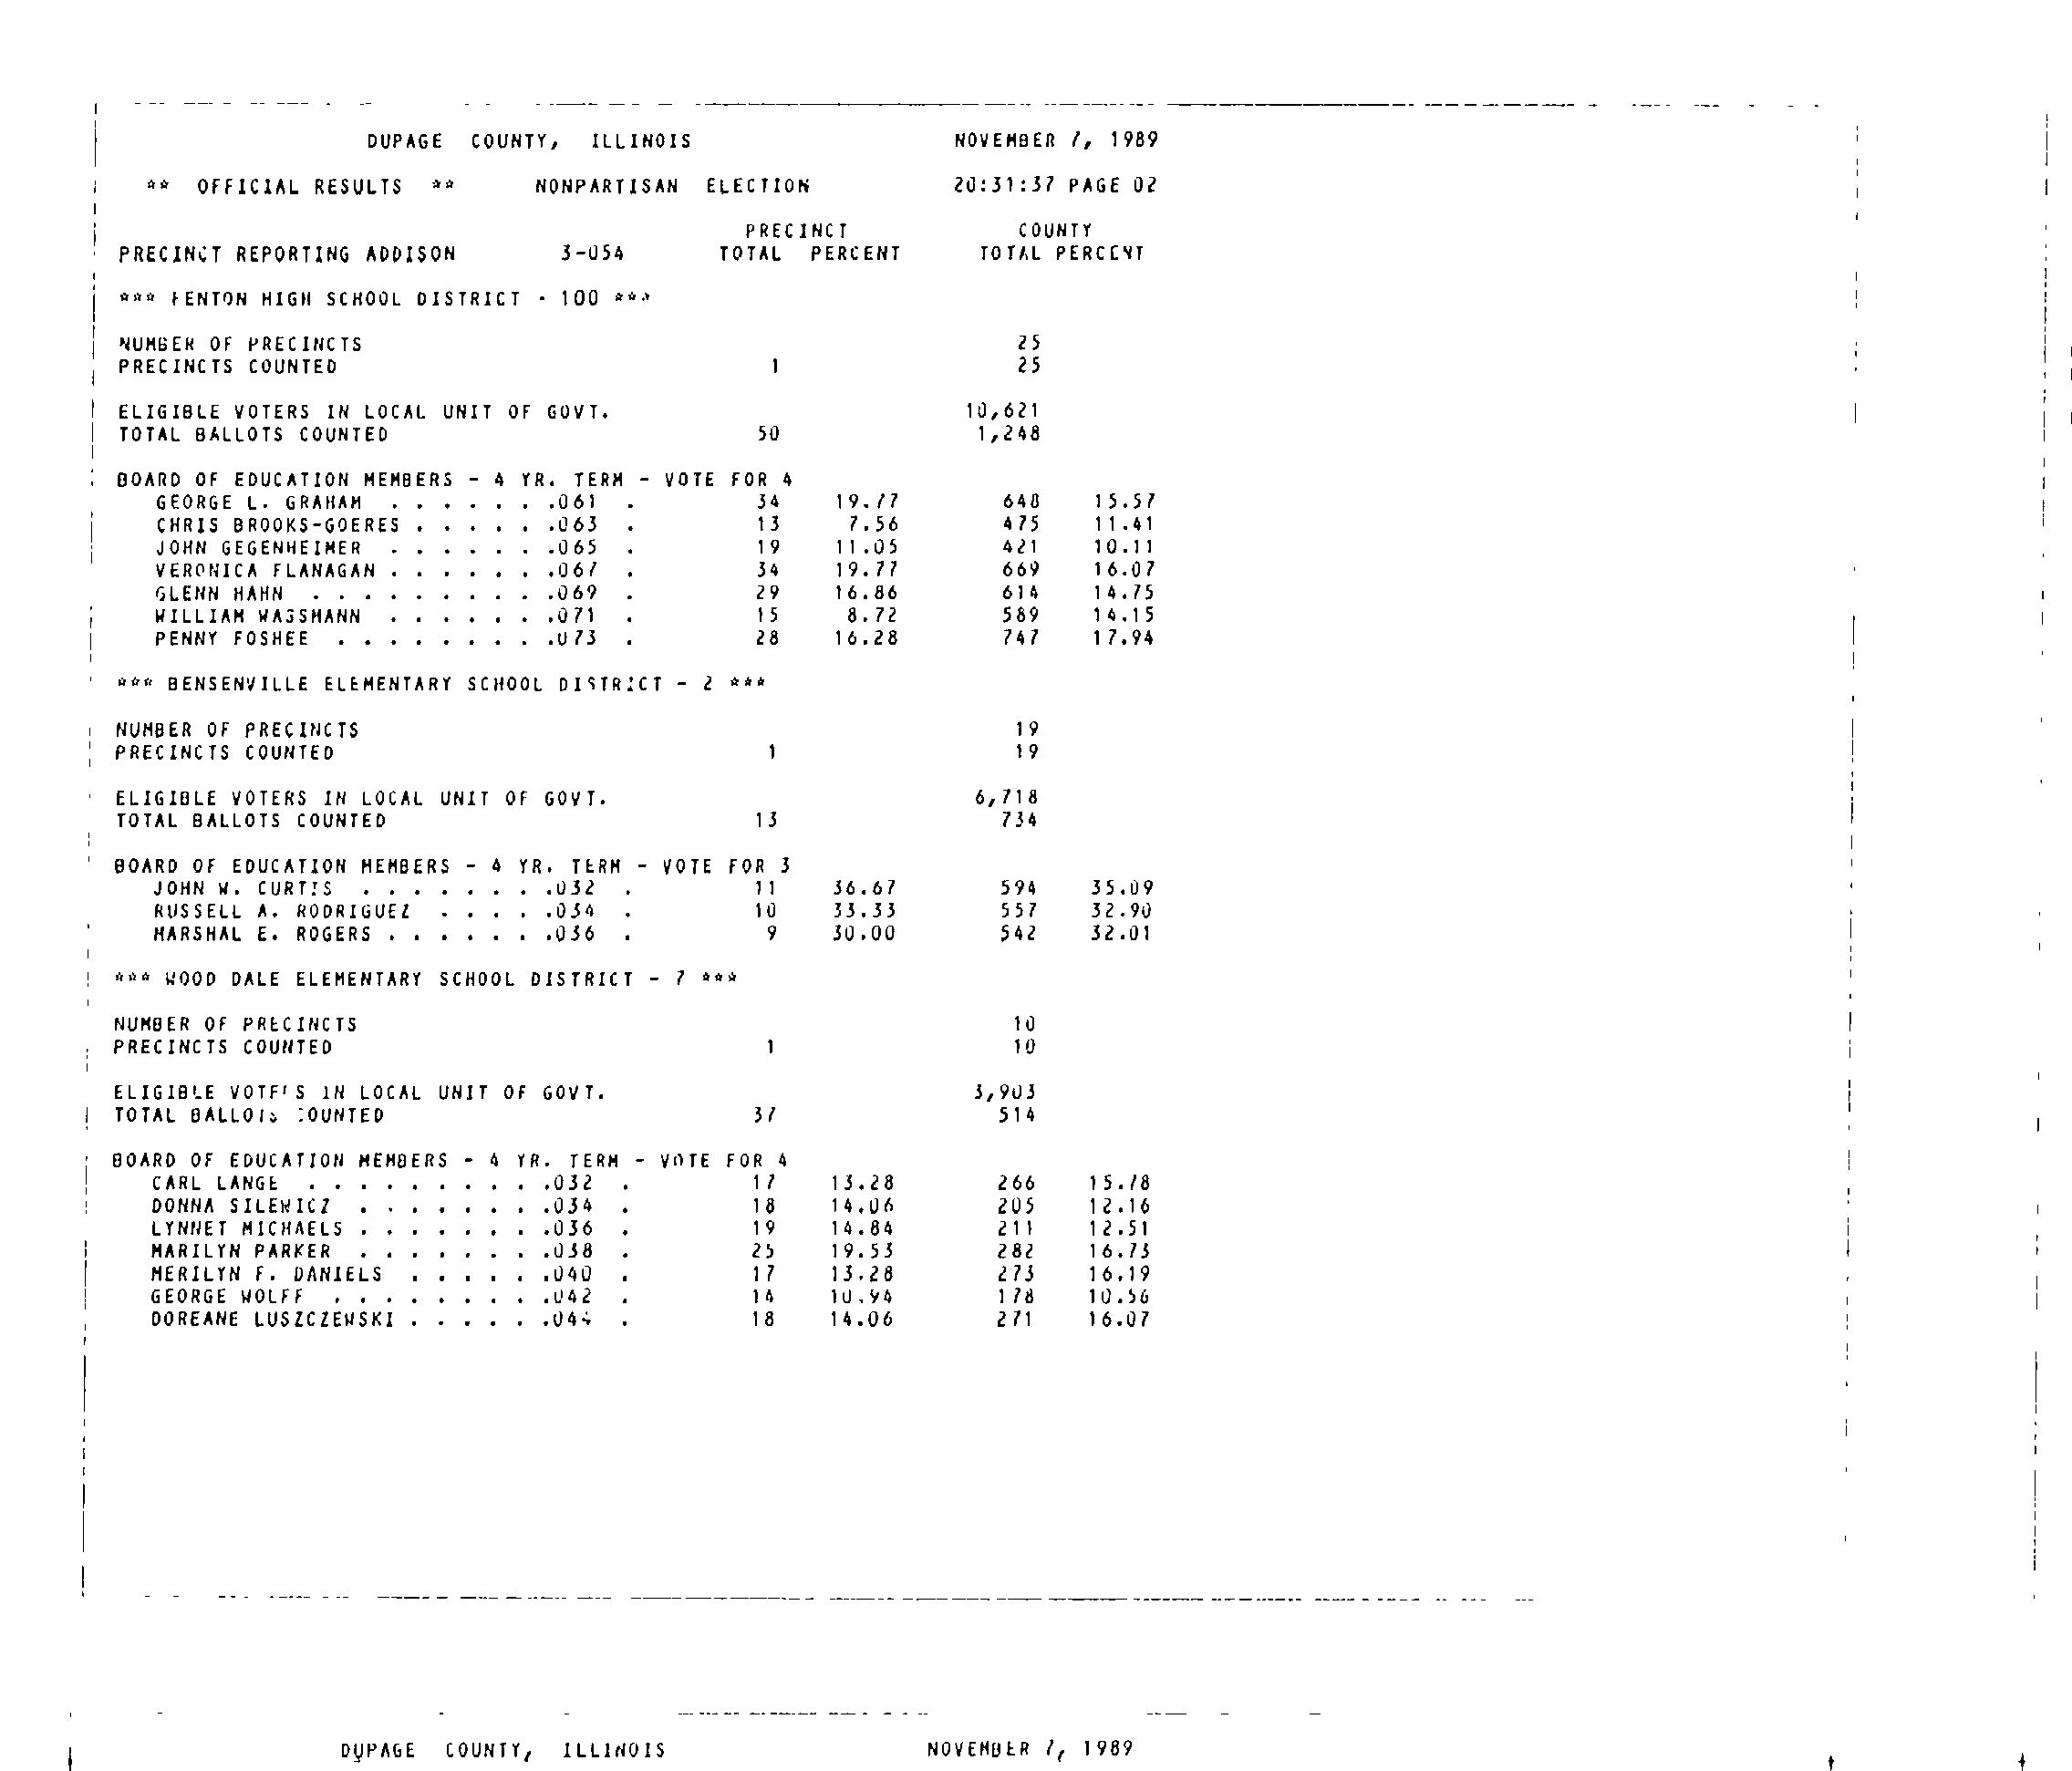 DUPAGE COUNTY, ILLINOIS NOVEMBER 7, 1989
** OFFICIAL RESULTS ** NONPARTISAN ELECTION 20:31:37 PAGE 02
PRECINCT COUNTY
PRECINCT REPORTING ADDISON 3-054 TOTAL PERCENT TOTAL PERCENT
*** FENTON HIGH SCHOOL DISTRICT - 100 ***
NUMBER OF PRECINCTS 25
PRECINCTS COUNTED 1 25
ELIGIBLE VOTERS IN LOCAL UNIT OF GOVT. 10,621
TOTAL BALLOTS COUNTED 50 1,248
BOARD OF EDUCATION MEMBERS - 4 YR. TERM - VOTE FOR 4
GEORGE L. GRAHAM . . . . . . .061 . 34 19.77 648 15.57
CHRIS BROOKS-GOERES . . . . . .063 . 13 7.56 475 11.41
JOHN GEGENHEIMER . . . . . . .065 . 19 11.05 421 10.11
VERONICA FLANAGAN . . . . . . .067 . 34 19.77 669 16.07
GLENN HAHN . . . . . . . . . .069 . 29 16.86 614 14.75
WILLIAM WASSMANN . . . . . . .071 . 15 8.72 589 14.15
PENNY FOSHEE . . . . . . . . .073 . 28 16.28 747 17.94
*** BENSENVILLE ELEMENTARY SCHOOL DISTRICT - 2 ***
NUMBER OF PRECINCTS 19
PRECINCTS COUNTED 1 19
ELIGIBLE VOTERS IN LOCAL UNIT OF GOVT. 6,718
TOTAL BALLOTS COUNTED 13 734
BOARD OF EDUCATION MEMBERS - 4 YR. TERM - VOTE FOR 3
JOHN W. CURTIS . . . . . . . .032 . 11 36.67 594 35.09
RUSSELL A. RODRIGUEZ . . . . .034 . 10 33.33 557 32.90
MARSHAL E. ROGERS . . . . . . .036 . 9 30.00 542 32.01
*** WOOD DALE ELEMENTARY SCHOOL DISTRICT - 7 ***
NUMBER OF PRECINCTS 10
PRECINCTS COUNTED 1 10
ELIGIBLE VOTERS IN LOCAL UNIT OF GOVT. 3,903
TOTAL BALLOTS COUNTED 37 514
BOARD OF EDUCATION MEMBERS - 4 YR. TERM - VOTE FOR 4
CARL LANGE . . . . . . . . . .032 . 17 13.28 266 15.78
DONNA SILEWICZ . . . . . . . .034 . 18 14.06 205 12.16
LYNNET MICHAELS . . . . . . . .036 . 19 14.84 211 12.51
MARILYN PARKER . . . . . . . .038 . 25 19.53 282 16.73
MERILYN F. DANIELS . . . . . .040 . 17 13.28 273 16.19
GEORGE WOLFF . . . . . . . . .042 . 14 10.94 178 10.56
DOREANE LUSZCZEWSKI . . . . . .044 . 18 14.06 271 16.07
DUPAGE COUNTY, ILLINOIS NOVEMBER 7, 1989